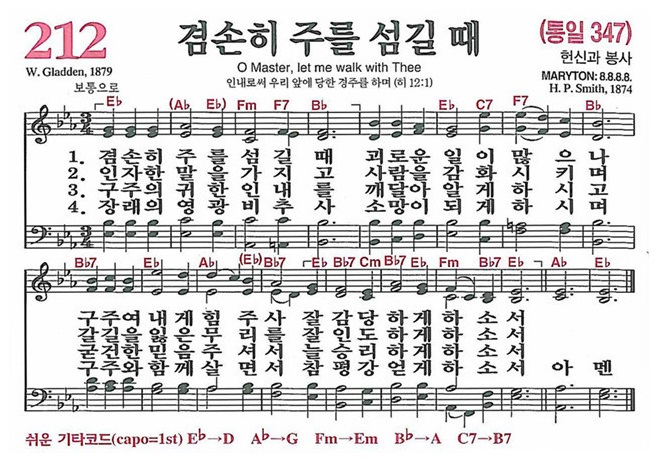 212
겸손히 주를 섬길 때
(통일 347)
W. Gladden, 1879
O Master, let me walk with Thee
헌신과 봉사
보통으로
인내로써 우리 앞에 당한 경주를 하며 (히 12:1)
MARYTON: 8.8.8.8.
H. P. Smith, 1874
E♭ (A♭ E♭) Fm F7 B♭ E♭ C7 F7 B♭
1. 겸손히 주를 섬길 때 괴로운 일이 많으나
2. 인자한 말을 가지고 사람을 감화시키며
3. 구주의 귀한 인내를 깨달아 알게 하시고
4. 장래의 영광 비추사 소망이 되게 하시며
B♭7 E♭ A♭ (E♭) B♭7 E♭ B♭7 Cm B♭7 E♭ Fm B♭7 E♭ A♭ E♭
구주여 내게 힘 주사 잘 감당하게 하소서
갈길을 잃은 무리를 잘 인도하게 하소서
굳건한 믿음 주셔서 늘 승리하게 하소서
구주와 함께 살면서 참 평강 얻게 하소서 아멘
쉬운 기타코드(capo=1st) E♭→D A♭→G Fm→Em B♭→A C7→B7